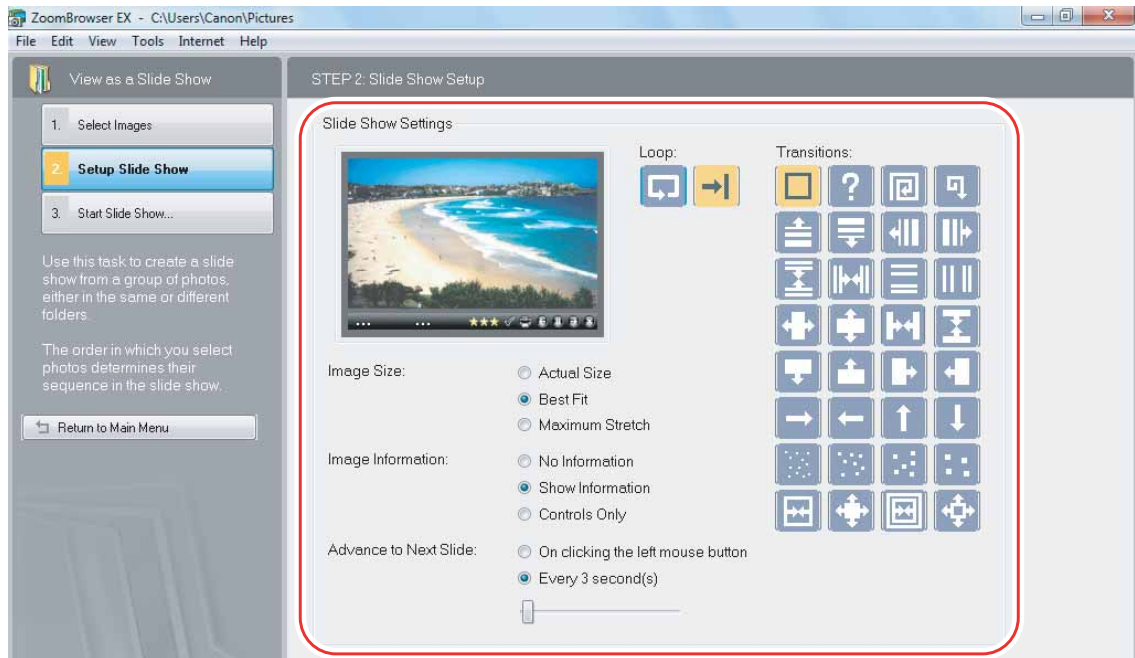 ZoomBrowser EX - C:\Users\Canon\Pictures
File Edit View Tools Internet Help
View as a Slide Show
1. Select Images
2. Setup Slide Show
3. Start Slide Show...
Use this task to create a slide
show from a group of photos,
either in the same or different
folders.
The order in which you select
photos determines their
sequence in the slide show.
Return to Main Menu
STEP 2: Slide Show Setup
Slide Show Settings
Loop:
Transitions:
?
Image Size:
Actual Size
Best Fit
Maximum Stretch
Image Information:
No Information
Show Information
Controls Only
Advance to Next Slide:
On clicking the left mouse button
Every 3 second(s)